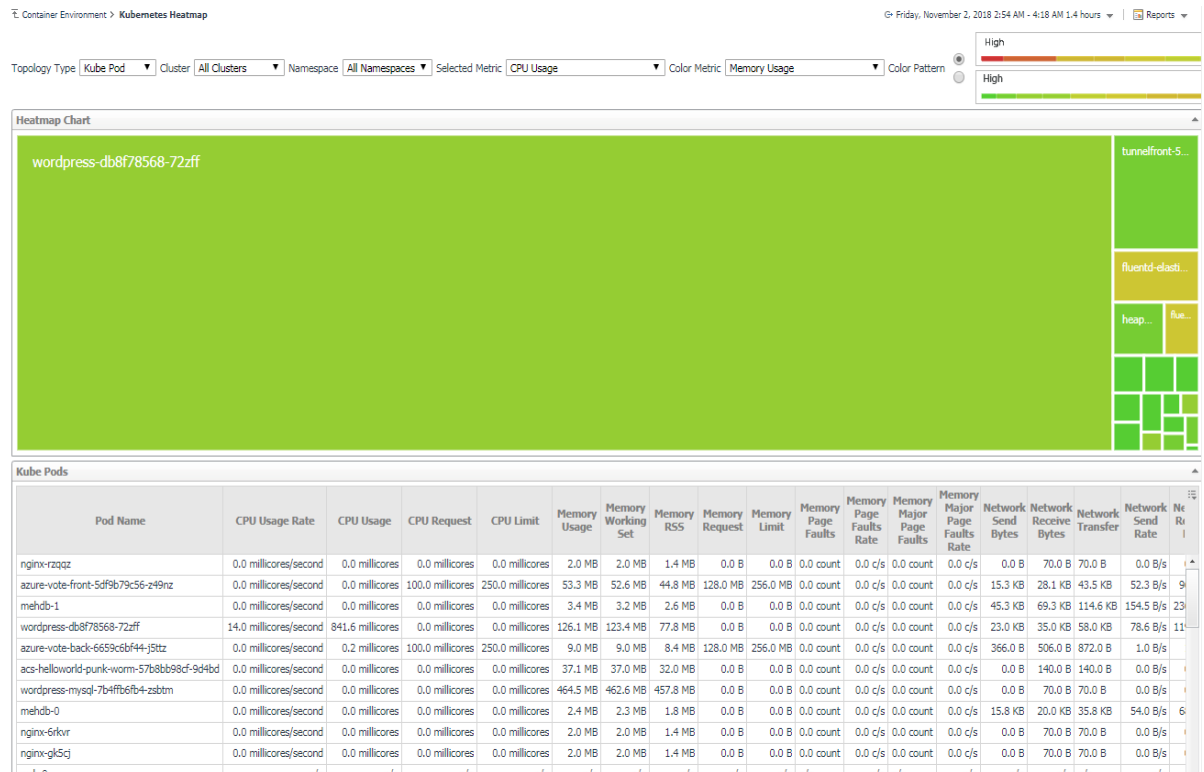 Container Environment > Kubernetes Heatmap
Friday, November 2, 2018 2:54 AM - 4:18 AM 1.4 hours
Reports
Topology Type Kube Pod Cluster All Clusters Namespace All Namespaces Selected Metric CPU Usage Color Metric Memory Usage Color Pattern
High
High
Heatmap Chart
wordpress-db8f78568-72zff
tunnelfront-5...
fluentd-elasti...
heap...
flue...
Kube Pods
Pod Name CPU Usage Rate CPU Usage CPU Request CPU Limit Memory Usage Memory Working Set Memory RSS Memory Request Memory Limit Memory Page Faults Memory Page Faults Rate Memory Major Page Faults Memory Major Page Faults Rate Network Send Bytes Network Receive Bytes Network Transfer Network Send Rate
nginx-rzqqz 0.0 millicores/second 0.0 millicores 0.0 millicores 0.0 millicores 2.0 MB 2.0 MB 1.4 MB 0.0 B 0.0 B 0.0 count 0.0 c/s 0.0 count 0.0 c/s 0.0 B 70.0 B 70.0 B 0.0 B/s
azure-vote-front-5df9b79c56-z49nz 0.0 millicores/second 0.0 millicores 100.0 millicores 250.0 millicores 53.3 MB 52.6 MB 44.8 MB 128.0 MB 256.0 MB 0.0 count 0.0 c/s 0.0 count 0.0 c/s 15.3 KB 28.1 KB 43.5 KB 52.3 B/s
mehdb-1 0.0 millicores/second 0.0 millicores 0.0 millicores 0.0 millicores 3.4 MB 3.2 MB 2.6 MB 0.0 B 0.0 B 0.0 count 0.0 c/s 0.0 count 0.0 c/s 45.3 KB 69.3 KB 114.6 KB 154.5 B/s
wordpress-db8f78568-72zff 14.0 millicores/second 841.6 millicores 0.0 millicores 0.0 millicores 126.1 MB 123.4 MB 77.8 MB 0.0 B 0.0 B 0.0 count 0.0 c/s 0.0 count 0.0 c/s 23.0 KB 35.0 KB 58.0 KB 78.6 B/s
azure-vote-back-6659c6bf44-j5ttz 0.0 millicores/second 0.2 millicores 100.0 millicores 250.0 millicores 9.0 MB 9.0 MB 8.4 MB 128.0 MB 256.0 MB 0.0 count 0.0 c/s 0.0 count 0.0 c/s 366.0 B 506.0 B 872.0 B 1.0 B/s
acs-helloworld-punk-worm-57b8bb98cf-9d4bd 0.0 millicores/second 0.0 millicores 0.0 millicores 0.0 millicores 37.1 MB 37.0 MB 32.0 MB 0.0 B 0.0 B 0.0 count 0.0 c/s 0.0 count 0.0 c/s 0.0 B 140.0 B 140.0 B 0.0 B/s
wordpress-mysql-7b4ffb6fb4-zsbtm 0.0 millicores/second 0.0 millicores 0.0 millicores 0.0 millicores 464.5 MB 462.6 MB 457.8 MB 0.0 B 0.0 B 0.0 count 0.0 c/s 0.0 count 0.0 c/s 0.0 B 70.0 B 70.0 B 0.0 B/s
mehdb-0 0.0 millicores/second 0.0 millicores 0.0 millicores 0.0 millicores 2.4 MB 2.3 MB 1.8 MB 0.0 B 0.0 B 0.0 count 0.0 c/s 0.0 count 0.0 c/s 15.8 KB 20.0 KB 35.8 KB 54.0 B/s
nginx-6rkvr 0.0 millicores/second 0.0 millicores 0.0 millicores 0.0 millicores 2.0 MB 2.0 MB 1.4 MB 0.0 B 0.0 B 0.0 count 0.0 c/s 0.0 count 0.0 c/s 0.0 B 70.0 B 70.0 B 0.0 B/s
nginx-gk5cj 0.0 millicores/second 0.0 millicores 0.0 millicores 0.0 millicores 2.0 MB 2.0 MB 1.4 MB 0.0 B 0.0 B 0.0 count 0.0 c/s 0.0 count 0.0 c/s 0.0 B 70.0 B 70.0 B 0.0 B/s